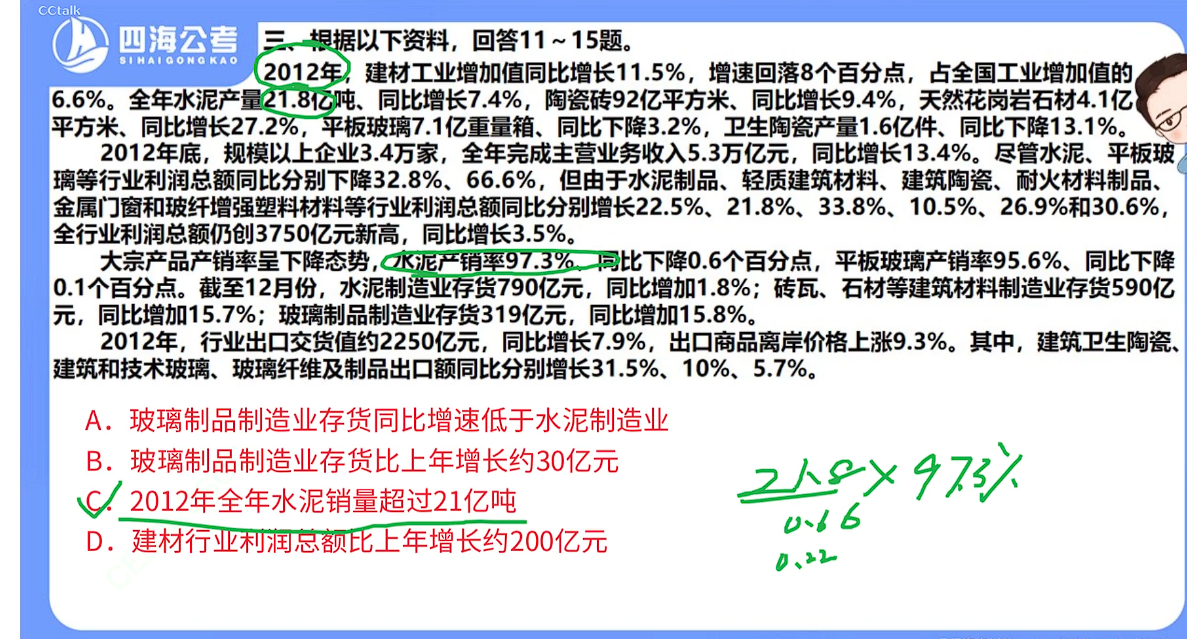 CCtalk
四海公考
SIHAIGONGKAO
三、根据以下资料，回答11～15题。
2012年，建材工业增加值同比增长11.5%，增速回落8个百分点，占全国工业增加值的
6.6%。全年水泥产量21.8亿吨、同比增长7.4%，陶瓷砖92亿平方米、同比增长9.4%，天然花岗岩石材4.1亿
平方米、同比增长27.2%，平板玻璃7.1亿重量箱、同比下降3.2%，卫生陶瓷产量1.6亿件、同比下降13.1%。
2012年底，规模以上企业3.4万家，全年完成主营业务收入5.3万亿元，同比增长13.4%。尽管水泥、平板玻
璃等行业利润总额同比分别下降32.8%、66.6%，但由于水泥制品、轻质建筑材料、建筑陶瓷、耐火材料制品、
金属门窗和玻纤增强塑料材料等行业利润总额同比分别增长22.5%、21.8%、33.8%、10.5%、26.9%和30.6%，
全行业利润总额仍创3750亿元新高，同比增长3.5%。
大宗产品产销率呈下降态势，水泥产销率97.3%、同比下降0.6个百分点，平板玻璃产销率95.6%、同比下降
0.1个百分点。截至12月份，水泥制造业存货790亿元，同比增加1.8%；砖瓦、石材等建筑材料制造业存货590亿
元，同比增加15.7%；玻璃制品制造业存货319亿元，同比增加15.8%。
2012年，行业出口交货值约2250亿元，同比增长7.9%，出口商品离岸价格上涨9.3%。其中，建筑卫生陶瓷、
建筑和技术玻璃、玻璃纤维及制品出口额同比分别增长31.5%、10%、5.7%。
A．玻璃制品制造业存货同比增速低于水泥制造业
B．玻璃制品制造业存货比上年增长约30亿元
C．2012年全年水泥销量超过21亿吨
D．建材行业利润总额比上年增长约200亿元
21.8×97.3%
0.66
0.22